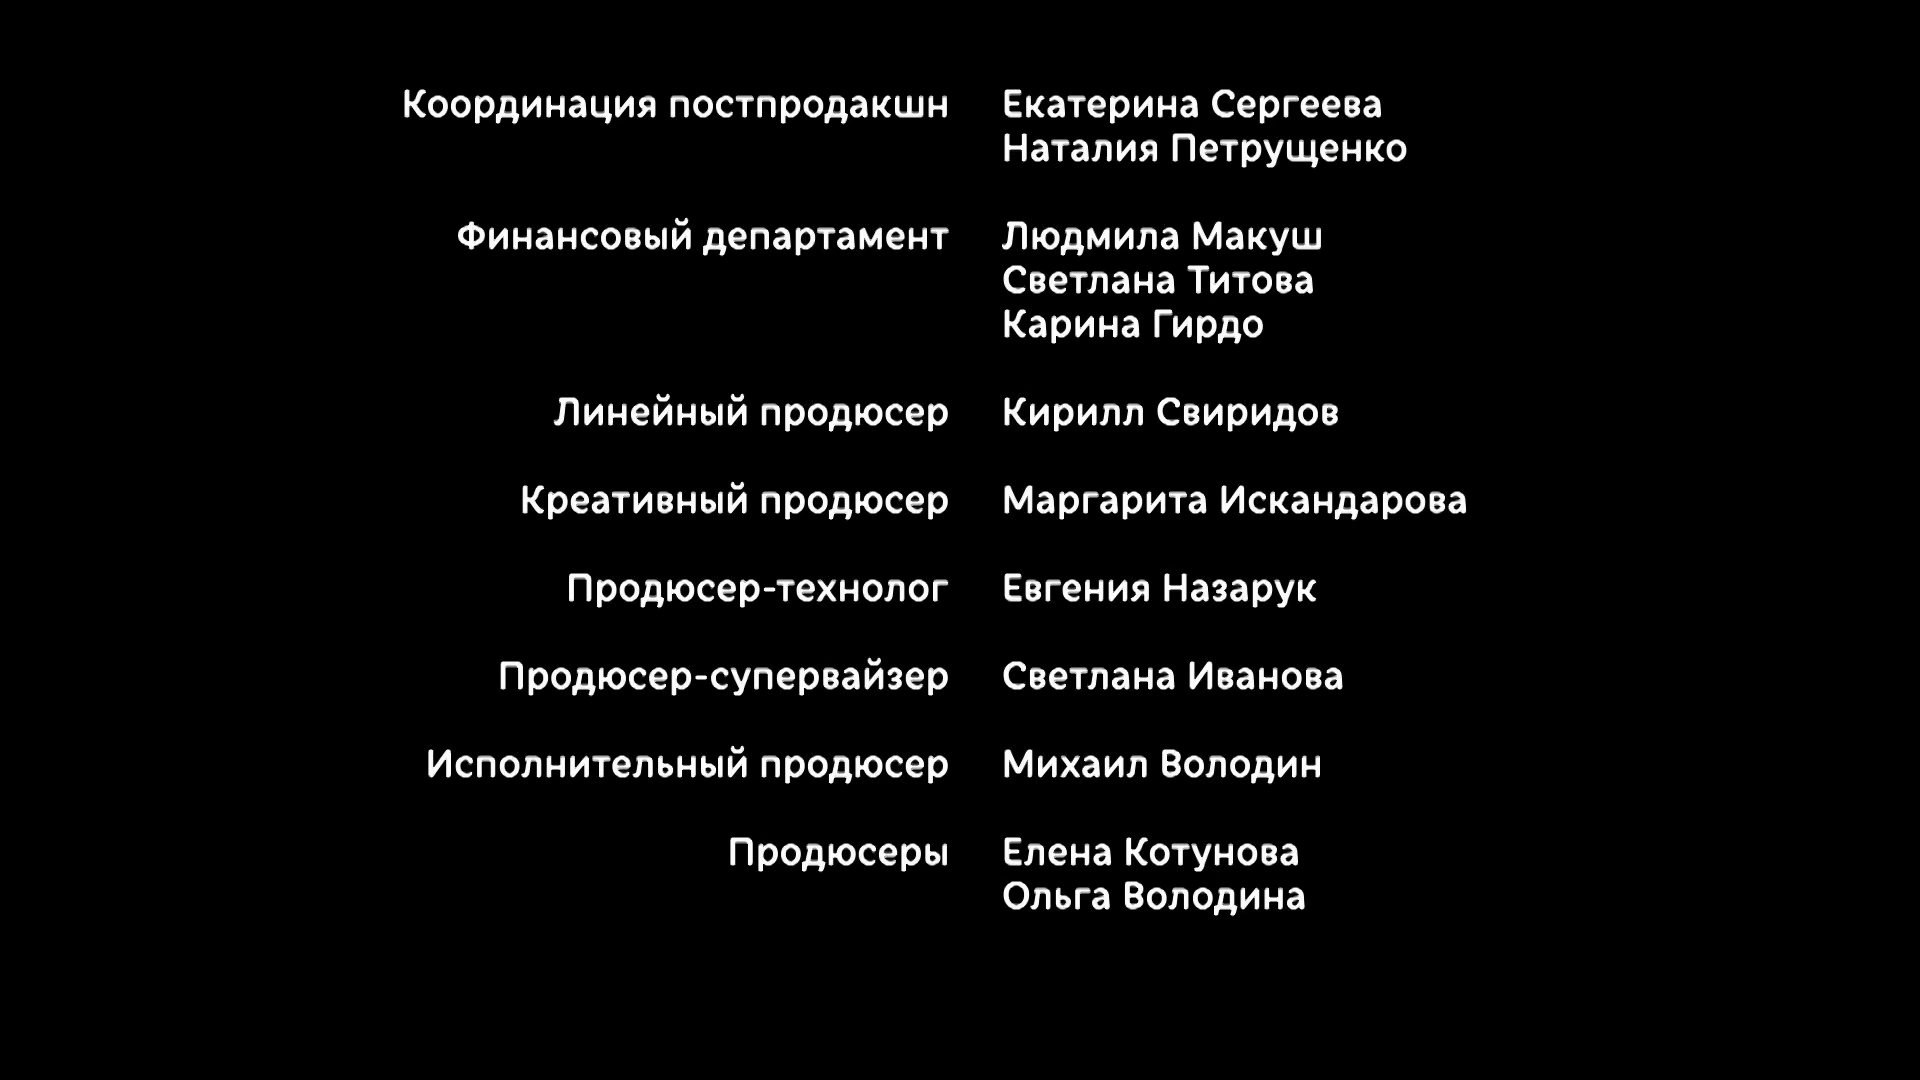 Координация постпродакшн Екатерина Сергеева
Наталия Петрущенко
Финансовый департамент Людмила Макуш
Светлана Титова
Карина Гирдо
Линейный продюсер Кирилл Свиридов
Креативный продюсер Маргарита Искандарова
Продюсер-технолог Евгения Назарук
Продюсер-супервайзер Светлана Иванова
Исполнительный продюсер Михаил Володин
Продюсеры Елена Котунова
Ольга Володина